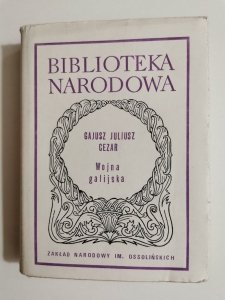 BIBLIOTEKA
NARODOWA
GAJUSZ JULIUSZ
CEZAR
Wojna
galijska
ZAKŁAD NARODOWY IM. OSSOLIŃSKICH